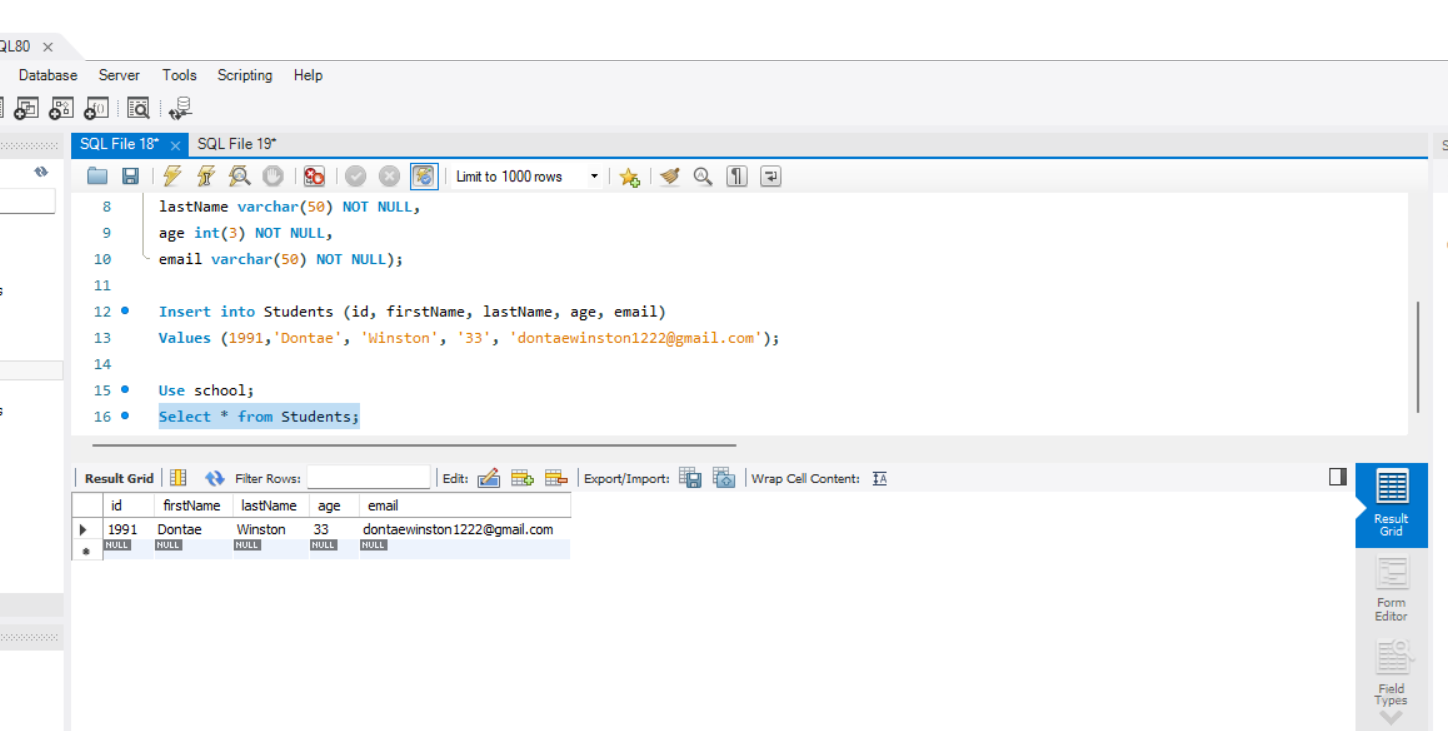 QL80
Database Server Tools Scripting Help
SQL File 18* SQL File 19*
Limit to 1000 rows
8 lastName varchar(50) NOT NULL,
9 age int(3) NOT NULL,
10 email varchar(50) NOT NULL);
11
12 Insert into Students (id, firstName, lastName, age, email)
13 Values (1991,'Dontae', 'Winston', '33', 'dontaewinston1222@gmail.com');
14
15 Use school;
16 Select * from Students;
Result Grid Filter Rows: Edit: Export/Import: Wrap Cell Content:
id firstName lastName age email
1991 Dontae Winston 33 dontaewinston1222@gmail.com
NULL NULL NULL NULL NULL
Result
Grid
Form
Editor
Field
Types